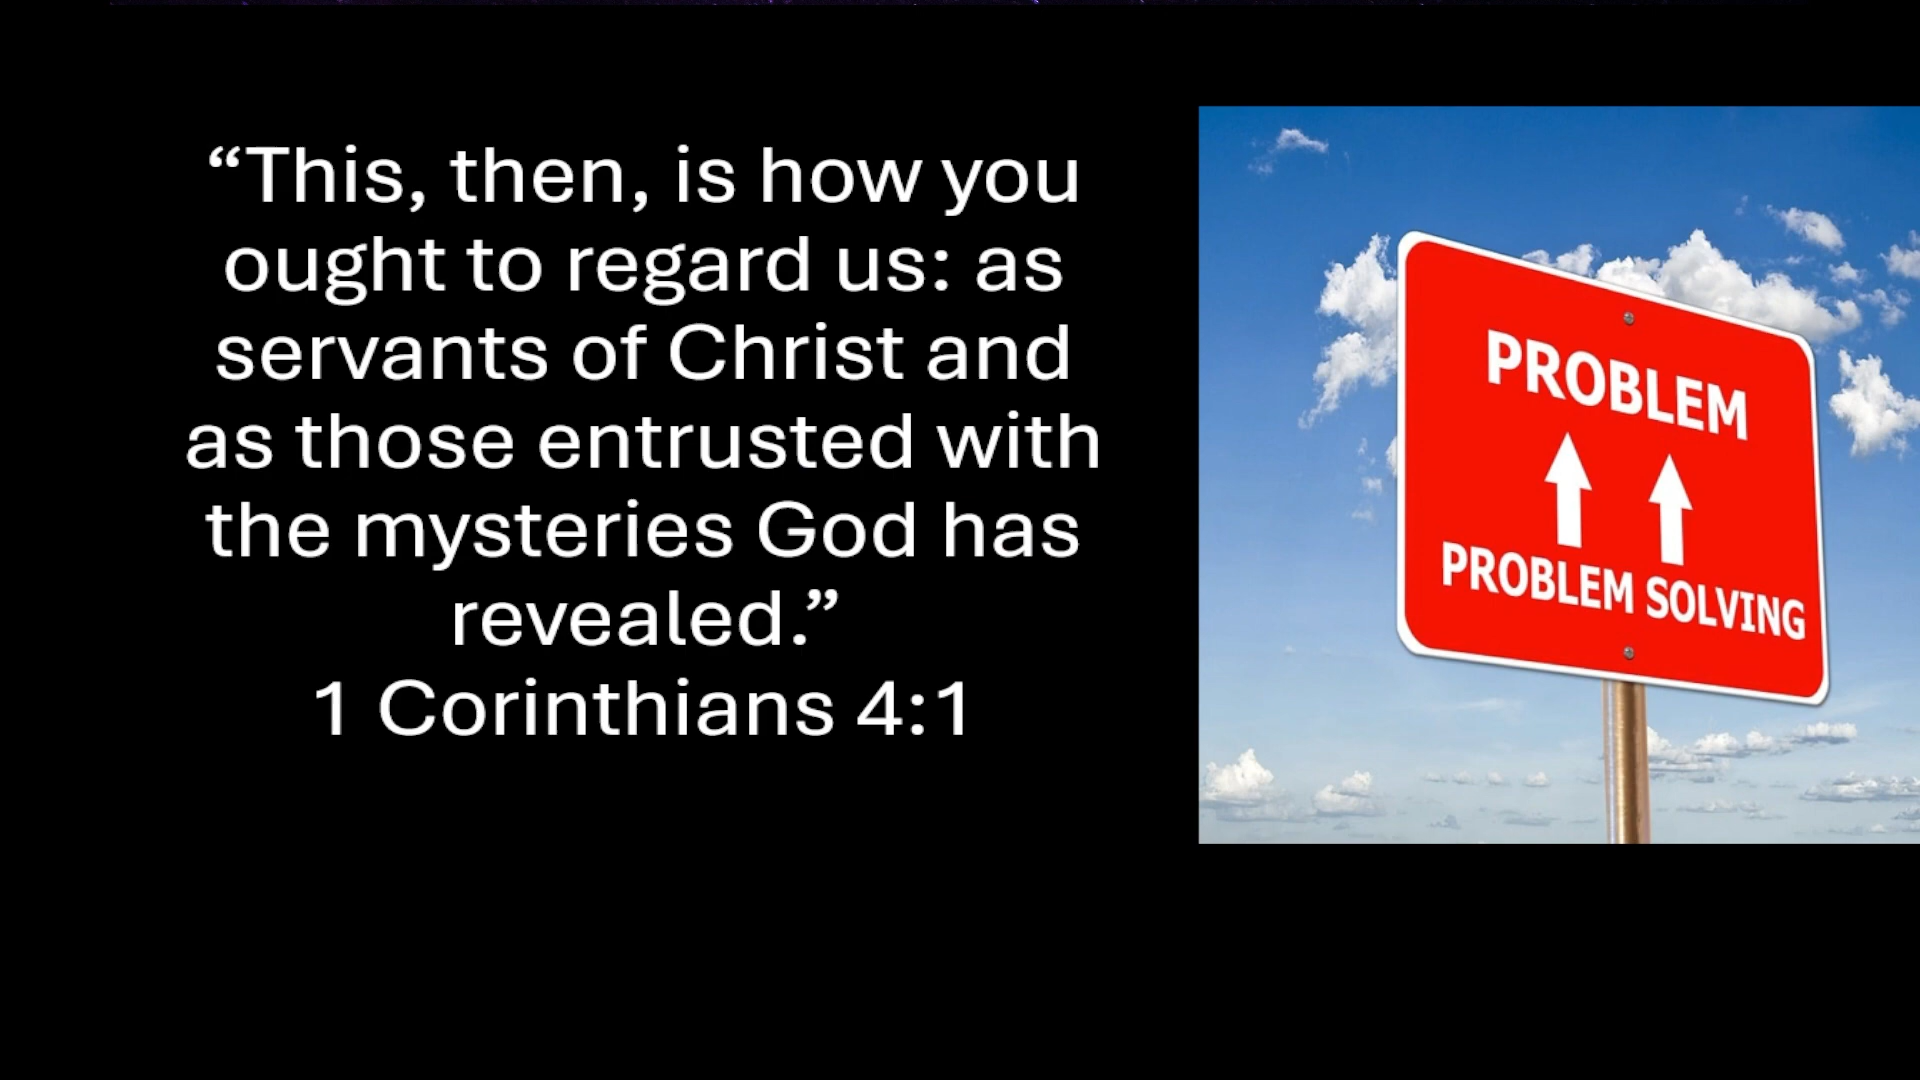 “This, then, is how you
ought to regard us: as
servants of Christ and
as those entrusted with
the mysteries God has
revealed.”
1 Corinthians 4:1
PROBLEM
PROBLEM SOLVING